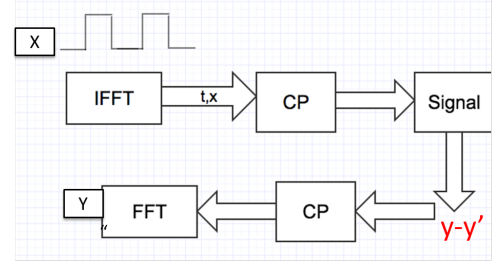 X
IFFT
t,x
CP
Signal
Y
“
FFT
CP
y-y’